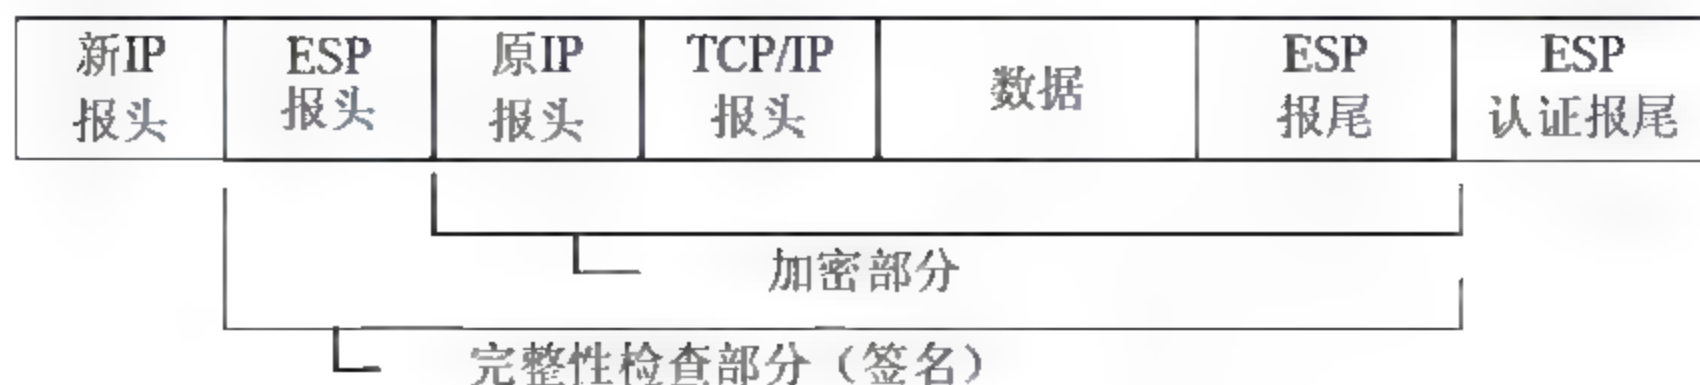 新IP
报头
ESP
报头
原IP
报头
TCP/IP
报头
数据
ESP
报尾
ESP
认证报尾
加密部分
完整性检查部分（签名）